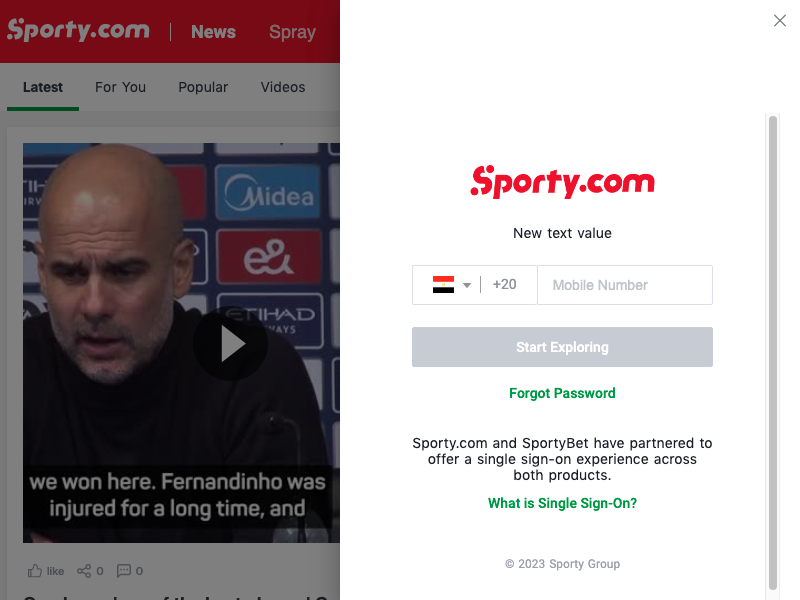 Sporty.com
News
Spray
Latest
For You
Popular
Videos
Midea
e&
ETIHAD
we won here. Fernandinho was
injured for a long time, and
like
0
0
Sporty.com
New text value
+20
Mobile Number
Start Exploring
Forgot Password
Sporty.com and SportyBet have partnered to
offer a single sign-on experience across
both products.
What is Single Sign-On?
© 2023 Sporty Group